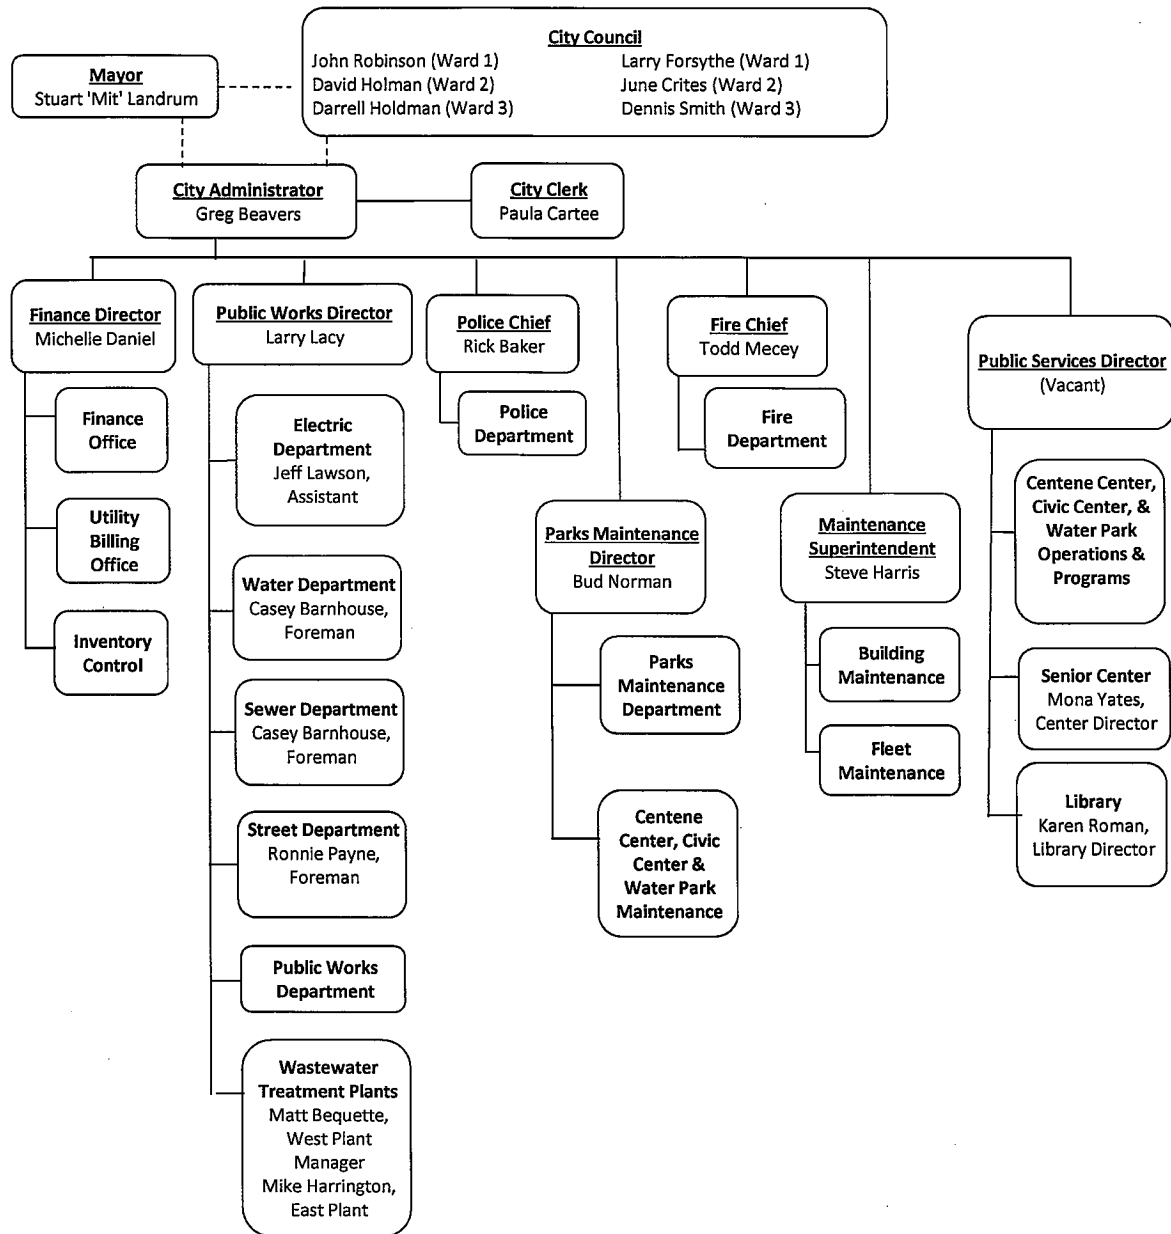 City Council
John Robinson (Ward 1)
Larry Forsythe (Ward 1)
David Holman (Ward 2)
June Crites (Ward 2)
Darrell Holdman (Ward 3)
Dennis Smith (Ward 3)
Mayor
Stuart 'Mit' Landrum
City Administrator
Greg Beavers
City Clerk
Paula Cartee
Finance Director
Michelle Daniel
Finance
Office
Utility
Billing
Office
Inventory
Control
Public Works Director
Larry Lacy
Electric
Department
Jeff Lawson,
Assistant
Water Department
Casey Barnhouse,
Foreman
Sewer Department
Casey Barnhouse,
Foreman
Street Department
Ronnie Payne,
Foreman
Public Works
Department
Wastewater
Treatment Plants
Matt Bequette,
West Plant
Manager
Mike Harrington,
East Plant
Police Chief
Rick Baker
Police
Department
Parks Maintenance
Director
Bud Norman
Parks
Maintenance
Department
Centene
Center, Civic
Center &
Water Park
Maintenance
Fire Chief
Todd Mecey
Fire
Department
Maintenance
Superintendent
Steve Harris
Building
Maintenance
Fleet
Maintenance
Public Services Director
(Vacant)
Centene Center,
Civic Center, &
Water Park
Operations &
Programs
Senior Center
Mona Yates,
Center Director
Library
Karen Roman,
Library Director